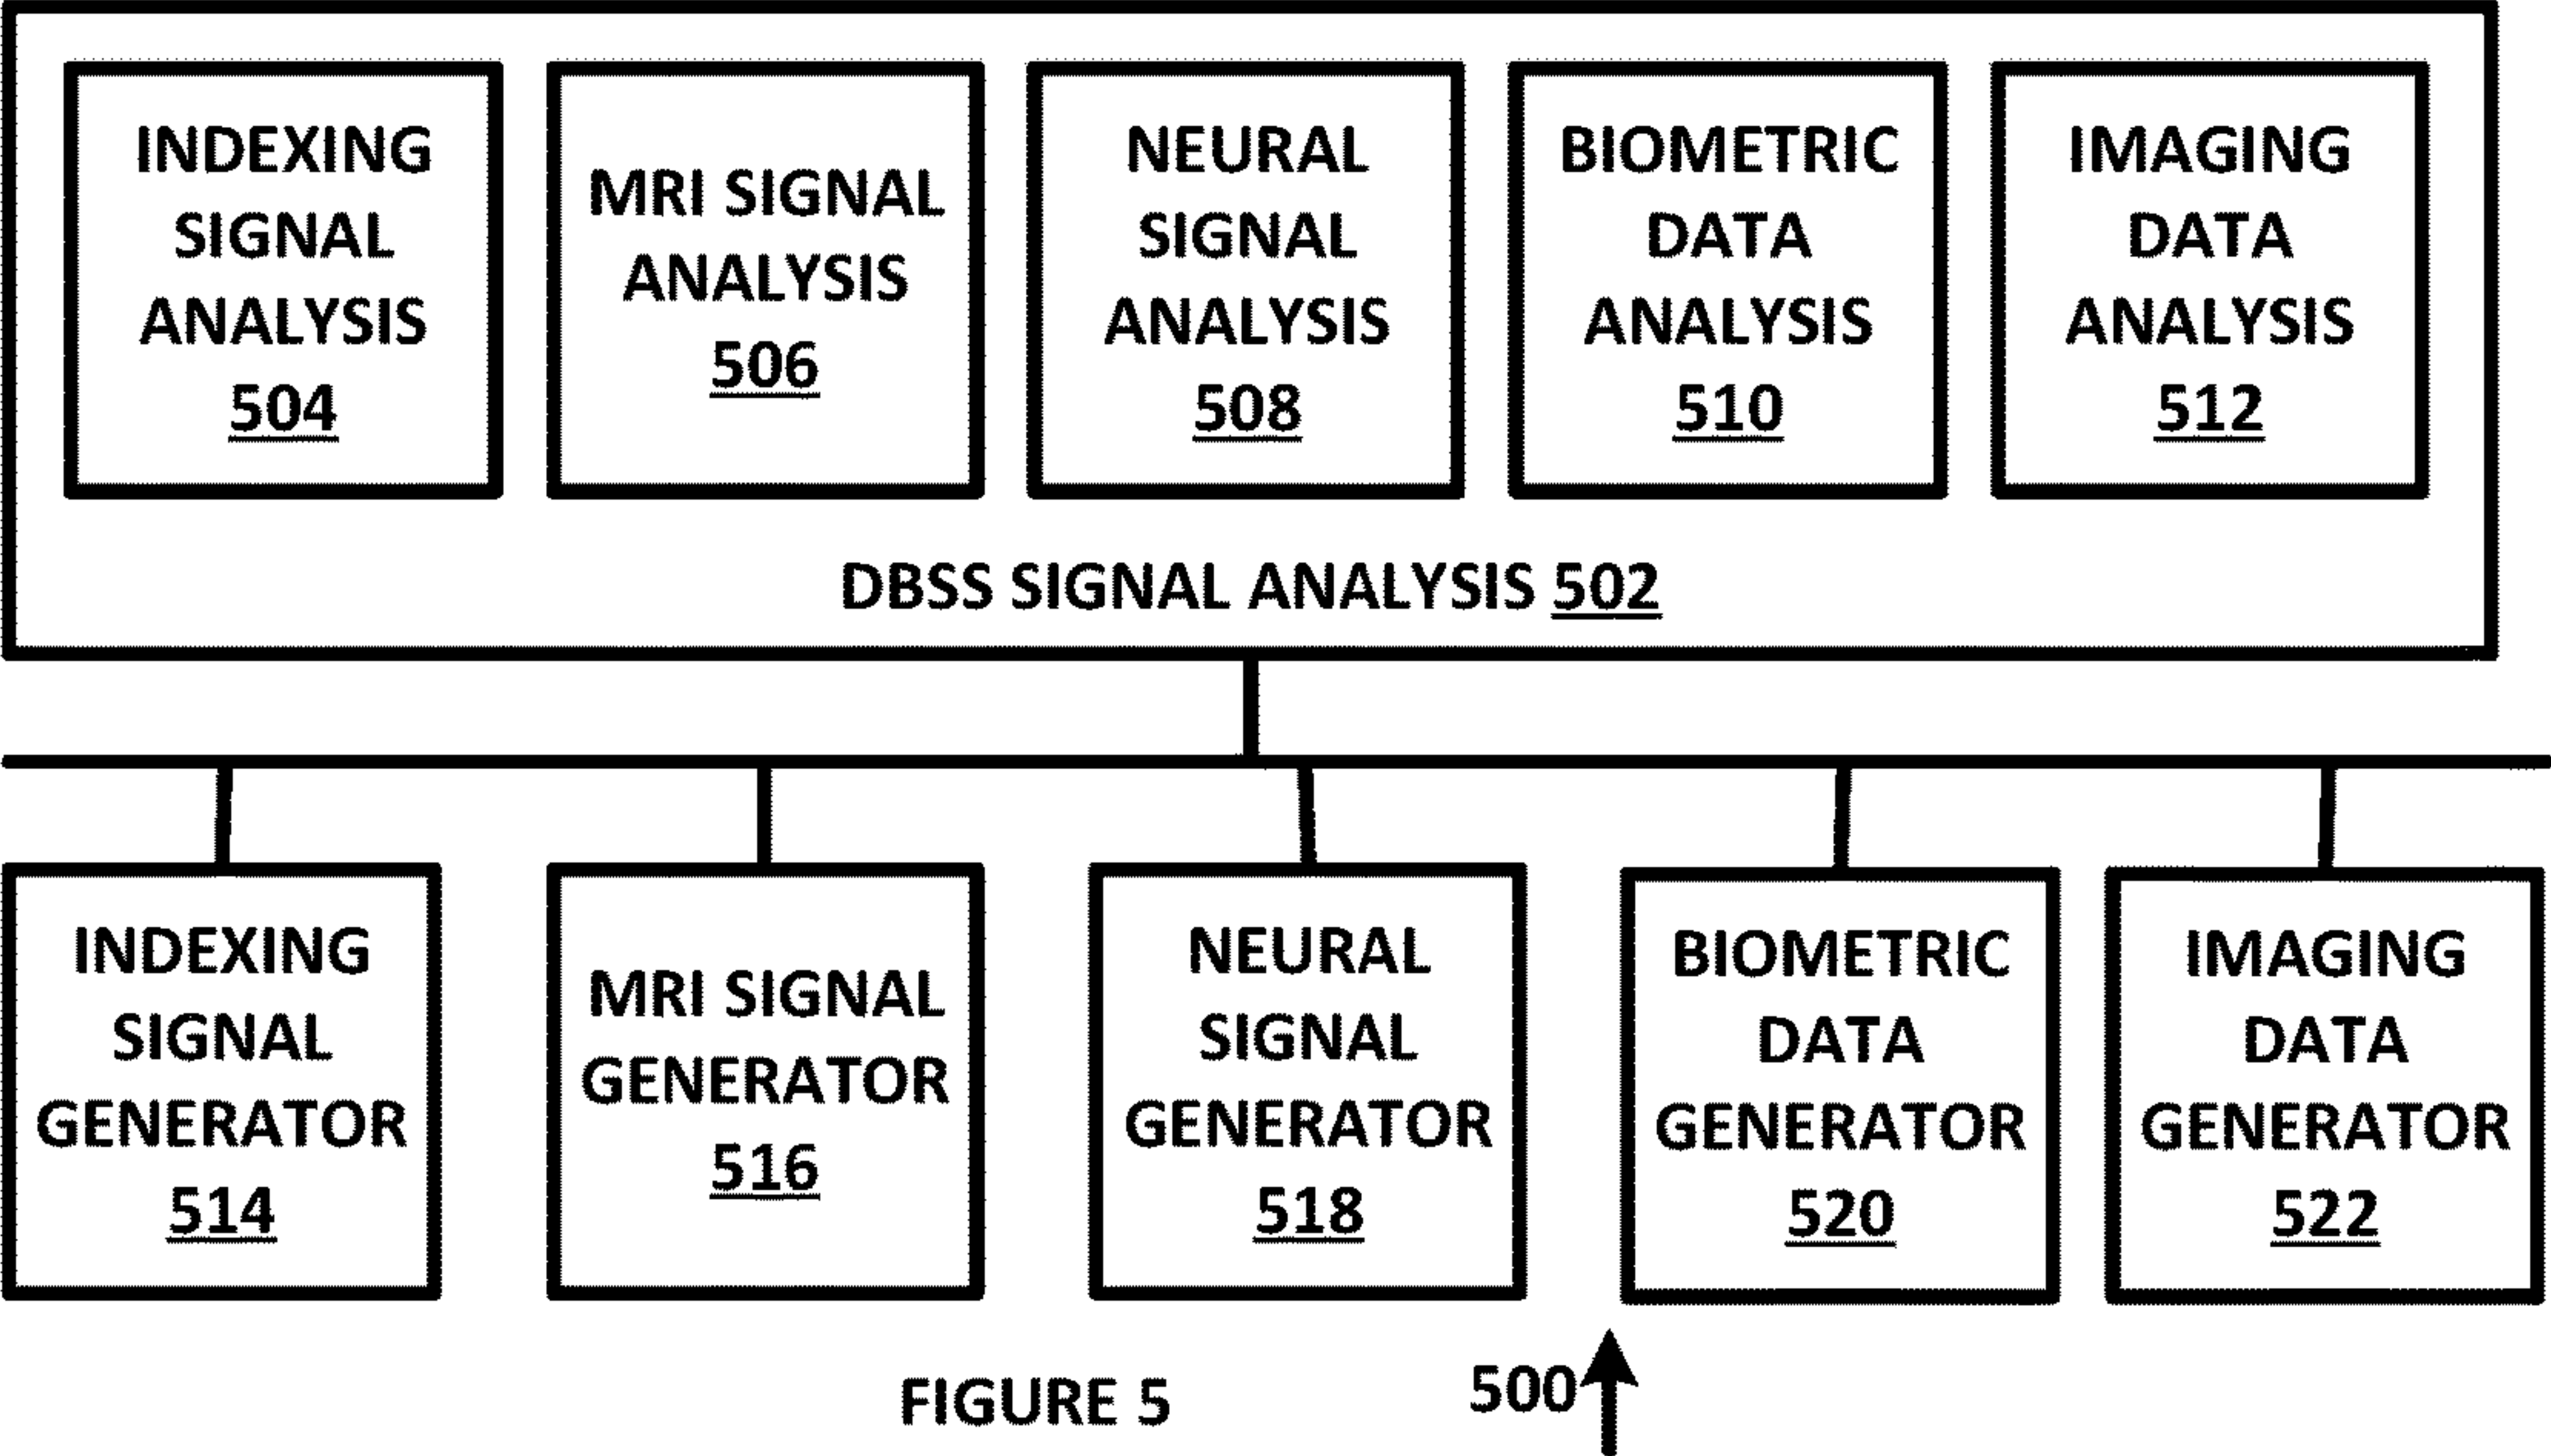 INDEXING
SIGNAL
ANALYSIS
504
MRI SIGNAL
ANALYSIS
506
NEURAL
SIGNAL
ANALYSIS
508
BIOMETRIC
DATA
ANALYSIS
510
IMAGING
DATA
ANALYSIS
512
DBSS SIGNAL ANALYSIS 502
INDEXING
SIGNAL
GENERATOR
514
MRI SIGNAL
GENERATOR
516
NEURAL
SIGNAL
GENERATOR
518
BIOMETRIC
DATA
GENERATOR
520
IMAGING
DATA
GENERATOR
522
FIGURE 5
500